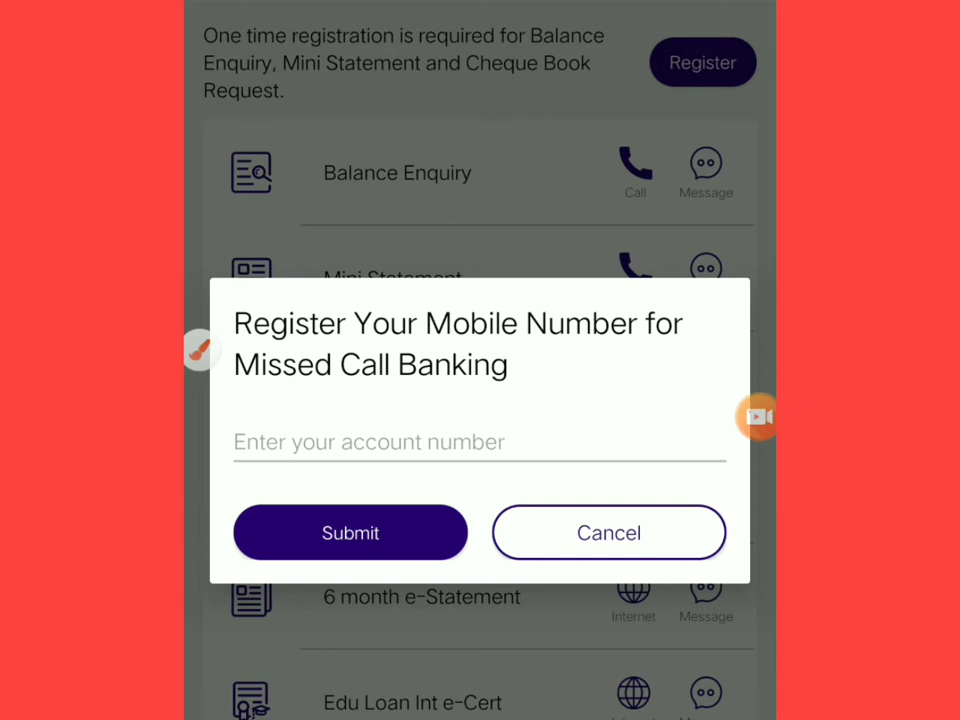 One time registration is required for Balance
Enquiry, Mini Statement and Cheque Book
Request.
Register
Balance Enquiry
Call
Message
Mini Statement
Register Your Mobile Number for
Missed Call Banking
Enter your account number
Submit
Cancel
6 month e-Statement
Internet
Message
Edu Loan Int e-Cert